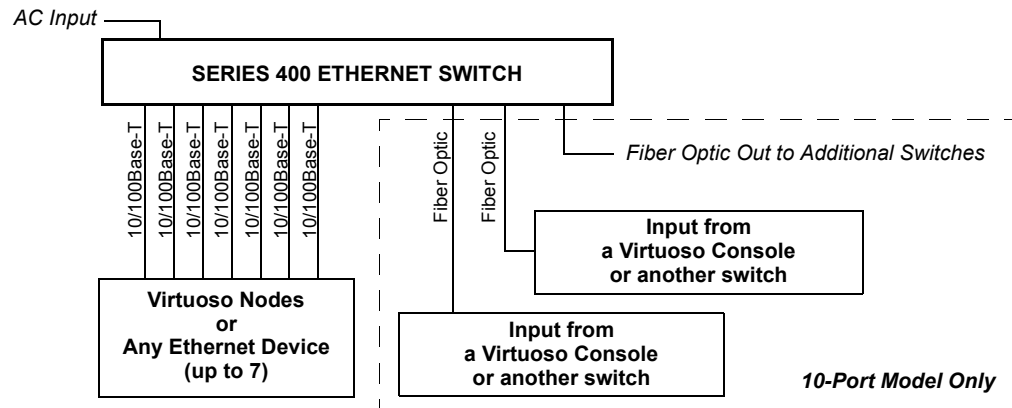 AC Input
SERIES 400 ETHERNET SWITCH
10/100Base-T
10/100Base-T
10/100Base-T
10/100Base-T
10/100Base-T
10/100Base-T
10/100Base-T
Fiber Optic
Fiber Optic
Fiber Optic Out to Additional Switches
Input from
a Virtuoso Console
or another switch
Virtuoso Nodes
or
Any Ethernet Device
(up to 7)
Input from
a Virtuoso Console
or another switch
10-Port Model Only